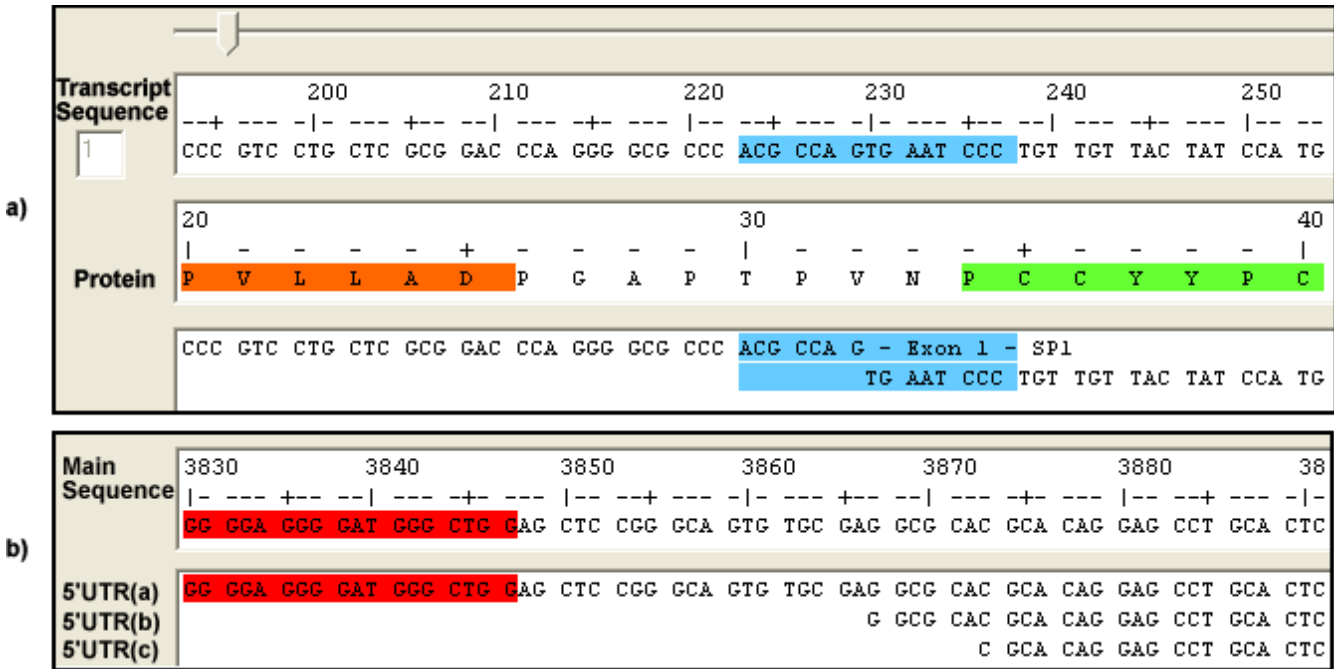 a)
Transcript Sequence
1
200 210 220 230 240 250
--+ --- -|- --- +-- --| --- -+- --- |-- --+ --- -|- --- +-- --| --- -+- --- |-- --
CCC GTC CTG CTC GCG GAC CCA GGG GCG CCC ACG CCA GTG AAT CCC TGT TGT TAC TAT CCA TG
Protein
20 30 40
| - - - - + - - - - | - - - - + - - - - |
P V L L A D P G A P T P V N P C C Y Y P C
CCC GTC CTG CTC GCG GAC CCA GGG GCG CCC ACG CCA G - Exon 1 - SP1
TG AAT CCC TGT TGT TAC TAT CCA TG
b)
Main Sequence
3830 3840 3850 3860 3870 3880 38
|- --- +-- --| --- -+- --- |-- --+ --- -|- --- +-- --| --- -+- --- |-- --+ --- -|-
GG GGA GGG GAT GGG CTG GAG CTC CGG GCA GTG TGC GAG GCG CAC GCA CAG GAG CCT GCA CTC
5'UTR(a) GG GGA GGG GAT GGG CTG GAG CTC CGG GCA GTG TGC GAG GCG CAC GCA CAG GAG CCT GCA CTC
5'UTR(b) G GCG CAC GCA CAG GAG CCT GCA CTC
5'UTR(c) C GCA CAG GAG CCT GCA CTC